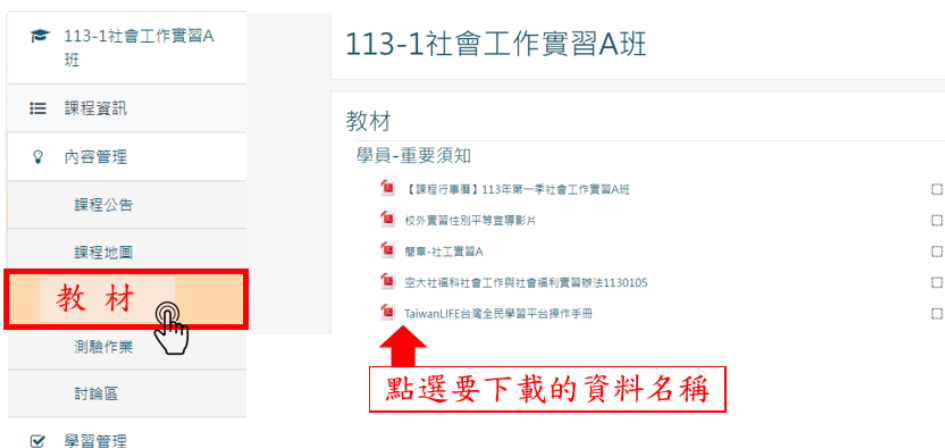 113-1社會工作實習A
班
課程資訊
內容管理
課程公告
課程地圖
教材
測驗作業
討論區
學習管理
113-1社會工作實習A班
教材
學員-重要須知
【課程行事曆】113年第一季社會工作實習A班
校外實習性別平等宣導影片
簡章-社工實習A
空大社福科社會工作與社會福利實習辦法1130105
TaiwanLIFE台灣全民學習平台操作手冊
點選要下載的資料名稱